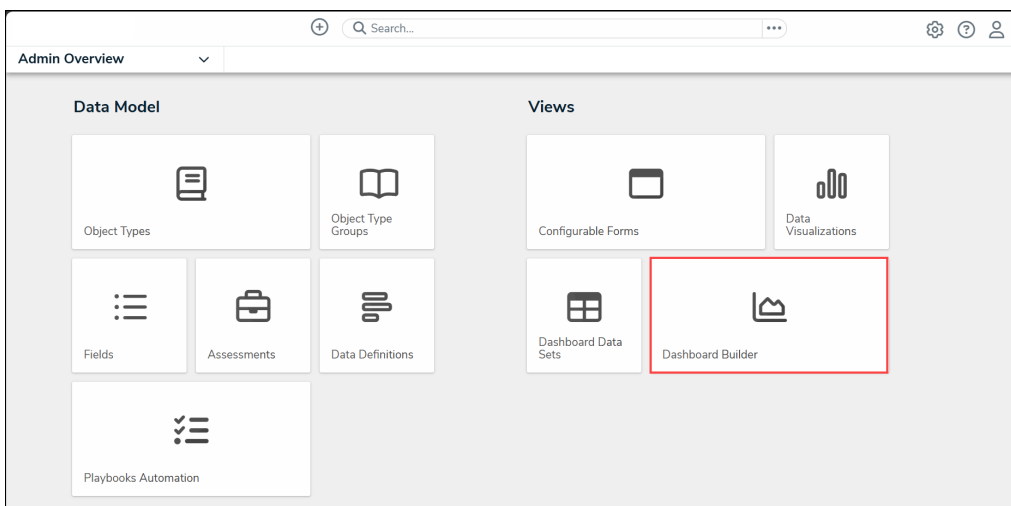 Search...
Admin Overview
Data Model
Views
Object Types
Object Type
Groups
Configurable Forms
Data
Visualizations
Fields
Assessments
Data Definitions
Dashboard Data
Sets
Dashboard Builder
Playbooks Automation